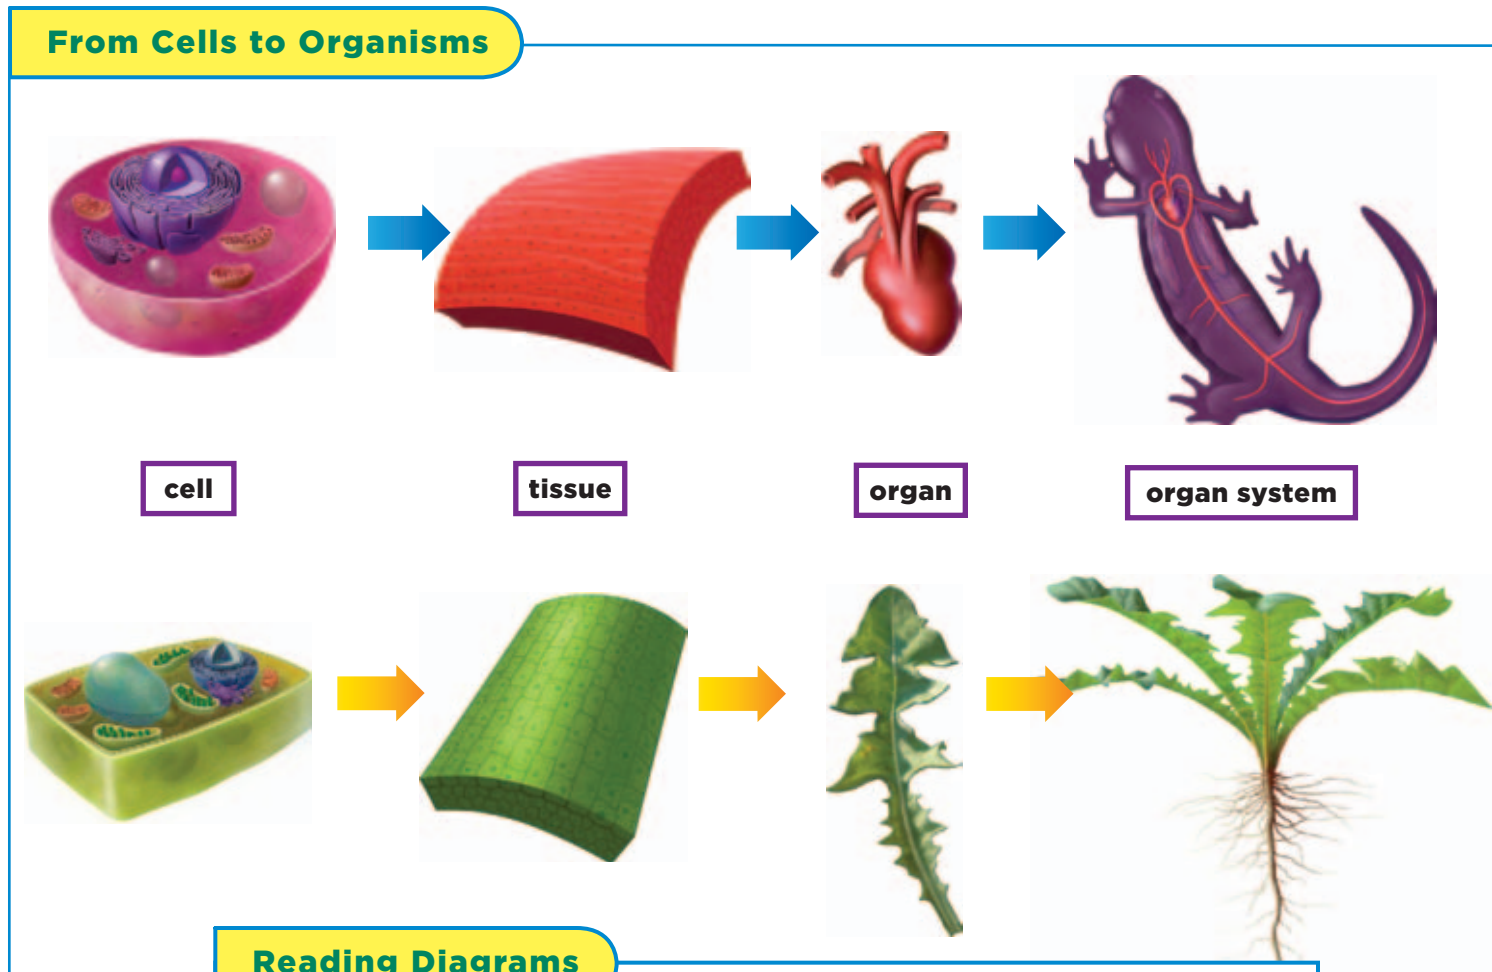 From Cells to Organisms
cell
tissue
organ
organ system
Reading Diagrams